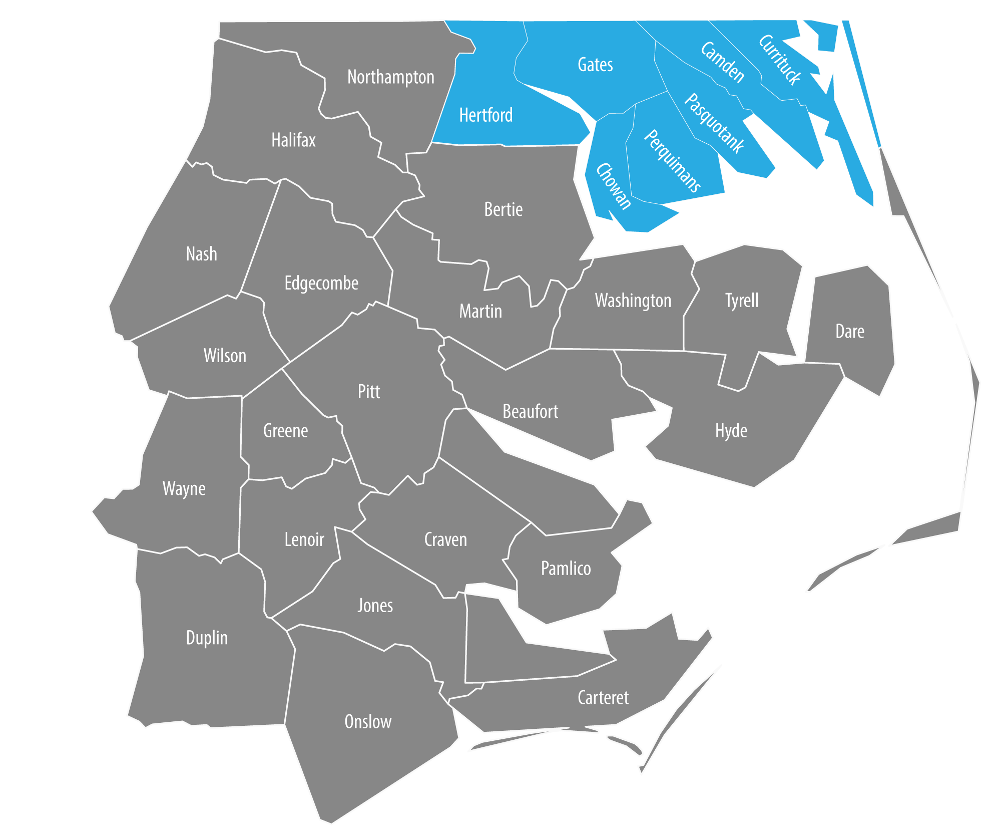 Northampton
Hertford
Gates
Camden
Currituck
Pasquotank
Perquimans
Chowan
Halifax
Bertie
Nash
Edgecombe
Martin
Washington
Tyrell
Dare
Wilson
Pitt
Beaufort
Hyde
Greene
Wayne
Lenoir
Craven
Pamlico
Jones
Duplin
Carteret
Onslow